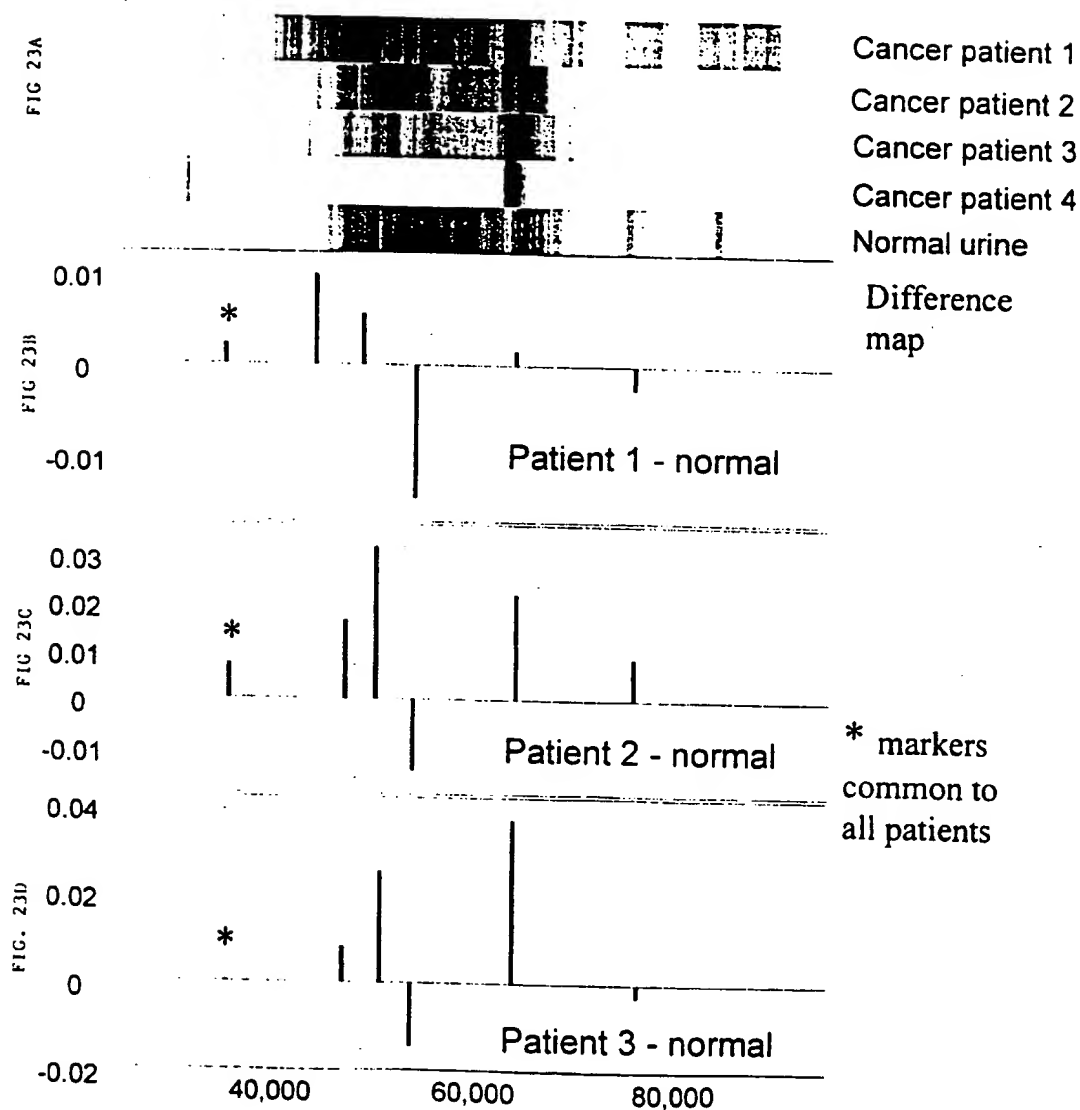 FIG 23A
Cancer patient 1
Cancer patient 2
Cancer patient 3
Cancer patient 4
Normal urine
Difference
map
FIG 23B
0.01
*
0
-0.01
Patient 1 - normal
FIG 23C
0.03
0.02
*
0.01
0
-0.01
Patient 2 - normal
* markers
common to
all patients
FIG. 23D
0.04
0.02
*
0
-0.02
Patient 3 - normal
40,000
60,000
80,000